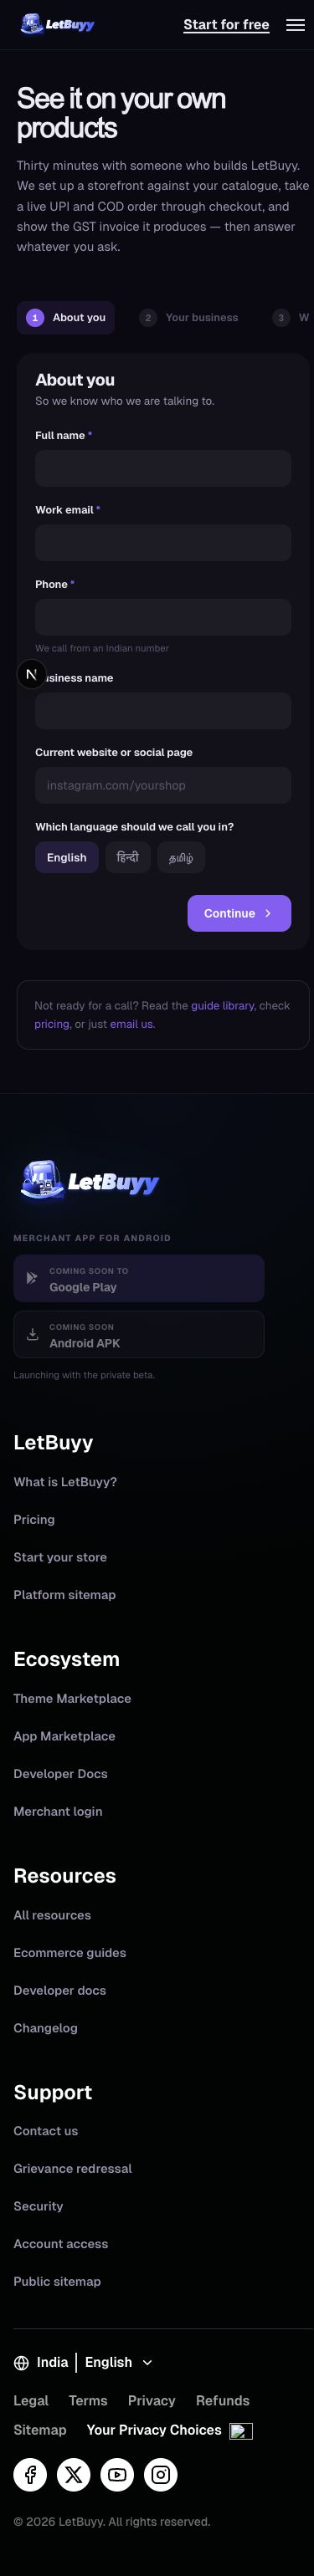 LetBuyy
Start for free
See it on your own
products
Thirty minutes with someone who builds LetBuyy.
We set up a storefront against your catalogue, take
a live UPI and COD order through checkout, and
show the GST invoice it produces — then answer
whatever you ask.
1 About you 2 Your business 3 W
About you
So we know who we are talking to.
Full name *
Work email *
Phone *
We call from an Indian number
N
usiness name
Current website or social page
instagram.com/yourshop
Which language should we call you in?
English हिन्दी தமிழ்
Continue
Not ready for a call? Read the guide library, check
pricing, or just email us.
LetBuyy
MERCHANT APP FOR ANDROID
COMING SOON TO
Google Play
COMING SOON
Android APK
Launching with the private beta.
LetBuyy
What is LetBuyy?
Pricing
Start your store
Platform sitemap
Ecosystem
Theme Marketplace
App Marketplace
Developer Docs
Merchant login
Resources
All resources
Ecommerce guides
Developer docs
Changelog
Support
Contact us
Grievance redressal
Security
Account access
Public sitemap
India English
Legal Terms Privacy Refunds
Sitemap Your Privacy Choices
© 2026 LetBuyy. All rights reserved.